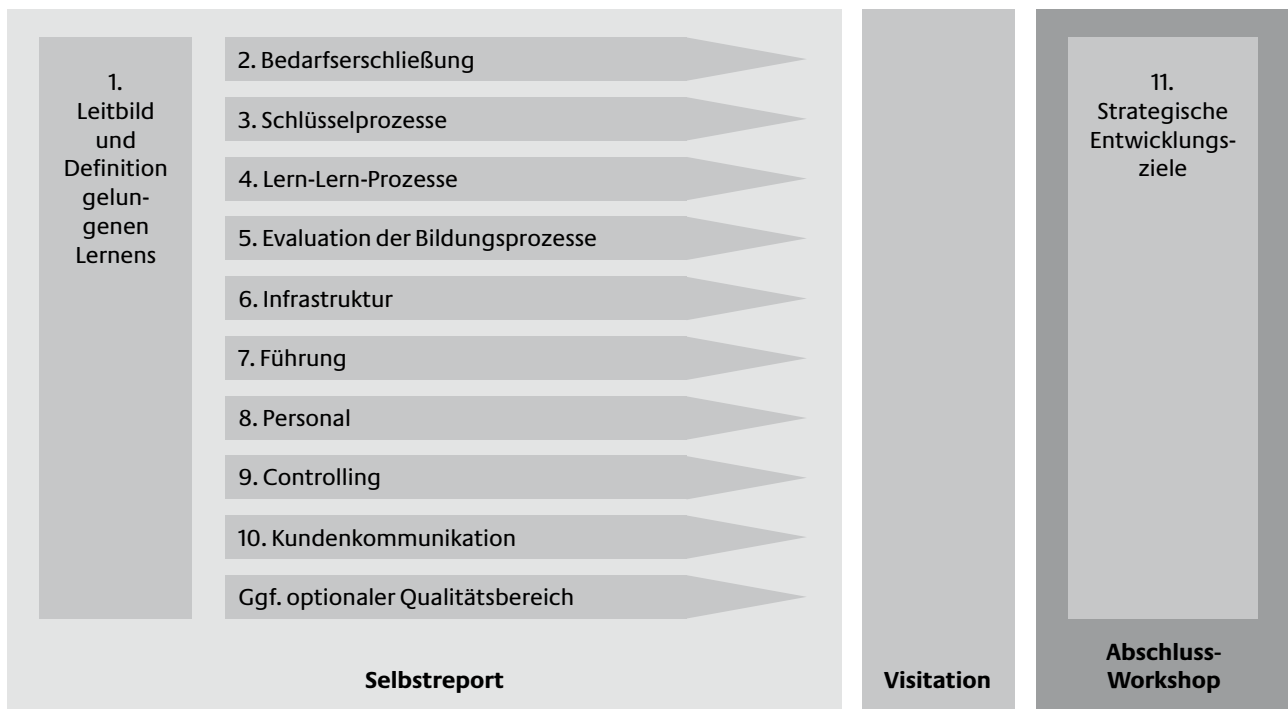 1.
Leitbild
und
Definition
gelun-
genen
Lernens
2. Bedarfserschließung
3. Schlüsselprozesse
4. Lern-Lern-Prozesse
5. Evaluation der Bildungsprozesse
6. Infrastruktur
7. Führung
8. Personal
9. Controlling
10. Kundenkommunikation
Ggf. optionaler Qualitätsbereich
Selbstreport
Visitation
11.
Strategische
Entwicklungs-
ziele
Abschluss-
Workshop